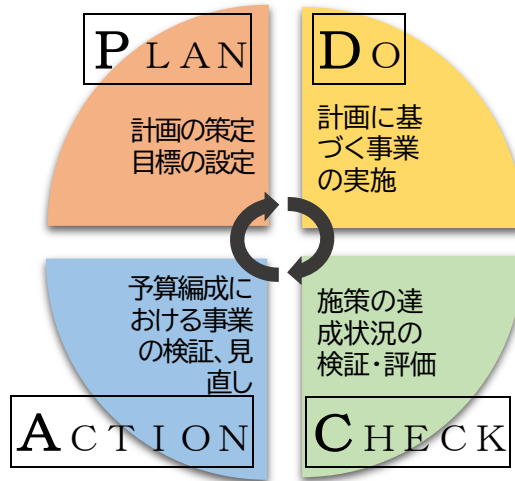 PLAN
計画の策定
目標の設定
DO
計画に基
づく事業
の実施
予算編成に
おける事業
の検証、見
直し
ACTION
施策の達
成状況の
検証・評価
CHECK